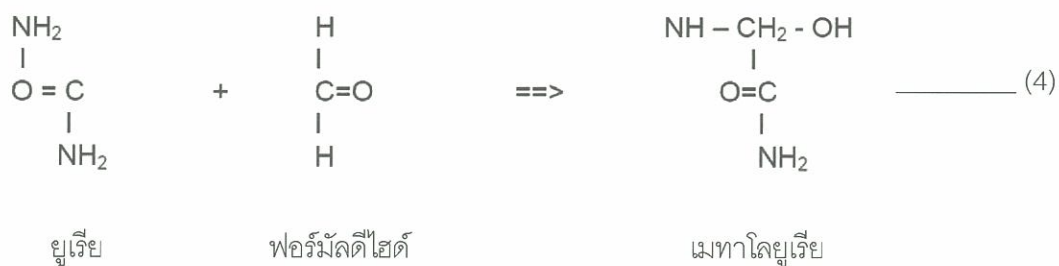 NH₂ H NH – CH₂ - OH
| | |
O = C + C=O ==> O=C ________ (4)
| | |
NH₂ H NH₂
ยูเรีย ฟอร์มัลดีไฮด์ เมทาโลยูเรีย